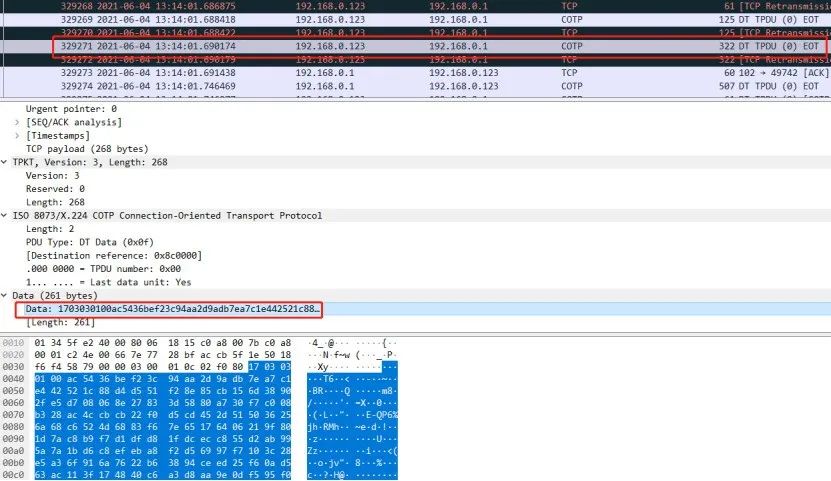 329268 2021-06-04 13:14:01.686875 192.168.0.123 192.168.0.1 TCP 61 [TCP Retransmissi
329269 2021-06-04 13:14:01.688418 192.168.0.123 192.168.0.1 COTP 125 DT TPDU (0) EOT
329270 2021-06-04 13:14:01.688422 192.168.0.123 192.168.0.1 TCP 125 [TCP Retransmissi
329271 2021-06-04 13:14:01.690174 192.168.0.123 192.168.0.1 COTP 322 DT TPDU (0) EOT
329272 2021-06-04 13:14:01.690179 192.168.0.123 192.168.0.1 TCP 322 [TCP Retransmissi
329273 2021-06-04 13:14:01.691438 192.168.0.1 192.168.0.123 TCP 60 102 → 49742 [ACK]
329274 2021-06-04 13:14:01.746469 192.168.0.1 192.168.0.123 COTP 507 DT TPDU (0) EOT
Urgent pointer: 0
[SEQ/ACK analysis]
[Timestamps]
TCP payload (268 bytes)
TPKT, Version: 3, Length: 268
Version: 3
Reserved: 0
Length: 268
ISO 8073/X.224 COTP Connection-Oriented Transport Protocol
Length: 2
PDU Type: DT Data (0x0f)
[Destination reference: 0x8c0000]
.000 0000 = TPDU number: 0x00
1... .... = Last data unit: Yes
Data (261 bytes)
Data: 1703030100ac5436bef23c94aa2d9adb7ea7c1e442521c88…
[Length: 261]
0010 01 34 5f e2 40 00 80 06 18 15 c0 a8 00 7b c0 a8 ·4_·@··· ·····{··
0020 00 01 c2 4e 00 66 7e 77 28 bf ac cb 5f 1e 50 18 ···N·f~w (···_·P·
0030 f6 f4 58 79 00 00 03 00 01 0c 02 f0 80 17 03 03 ··Xy···· ········
0040 01 00 ac 54 36 be f2 3c 94 aa 2d 9a db 7e a7 c1 ···T6··< ··-··~··
0050 e4 42 52 1c 88 d4 d5 51 f2 8e 85 cb 15 6d 38 90 ·BR····Q ·····m8·
0060 2f e5 d7 08 06 8e 27 83 3d 58 80 a7 30 f7 c0 08 /·····'· =X··0···
0070 b3 28 ac 4c cb cb 22 f0 d5 cd 45 2d 51 50 36 25 ·(·L··"· ··E-QP6%
0080 6a 68 c6 52 4d 68 83 f6 7e 65 17 64 06 21 9f 80 jh·RMh·· ~e·d·!··
0090 1d 7a c8 b9 f7 d1 df d8 1f dc ec c8 55 d2 ab 99 ·z······ ····U···
00a0 5a 7a 1b d6 c8 ef eb a8 f2 d5 69 97 f7 10 3c 28 Zz······ ··i···<(
00b0 e5 a3 6f 91 6a 76 22 b6 38 94 ce ed 25 f6 0a d5 ··o·jv"· 8···%···
00c0 63 ac 11 3f 17 48 40 c6 a3 d8 aa 9e 0d f5 95 f0 c··?·H@· ········